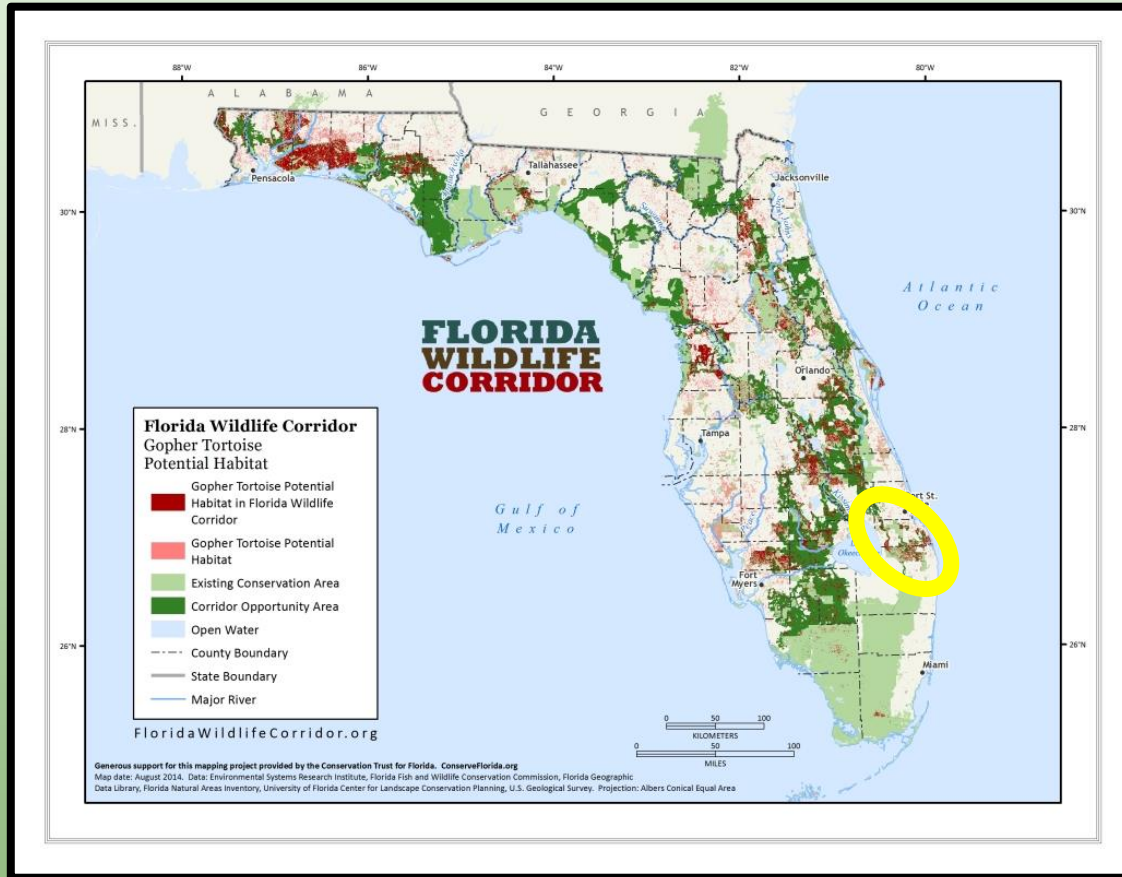 88°W 86°W 84°W 82°W 80°W
A L A B A M A
G E O R G I A
MISS.
Tallahassee
Pensacola
Jacksonville
30°N 30°N
Atlantic
Ocean
FLORIDA
WILDLIFE
CORRIDOR
Orlando
Florida Wildlife Corridor
Gopher Tortoise
Potential Habitat
Gopher Tortoise Potential
Habitat in Florida Wildlife
Corridor
Gopher Tortoise Potential
Habitat
Existing Conservation Area
Corridor Opportunity Area
Open Water
County Boundary
State Boundary
Major River
28°N 28°N
Tampa
Gulf of
Mexico
St.
Fort
Myers
26°N 26°N
Miami
FloridaWildlifeCorridor.org
0 50 100
KILOMETERS
0 50 100
MILES
Generous support for this mapping project provided by the Conservation Trust for Florida. ConserveFlorida.org
Map date: August 2014. Data: Environmental Systems Research Institute, Florida Fish and Wildlife Conservation Commission, Florida Geographic
Data Library, Florida Natural Areas Inventory, University of Florida Center for Landscape Conservation Planning, U.S. Geological Survey. Projection: Albers Conical Equal Area